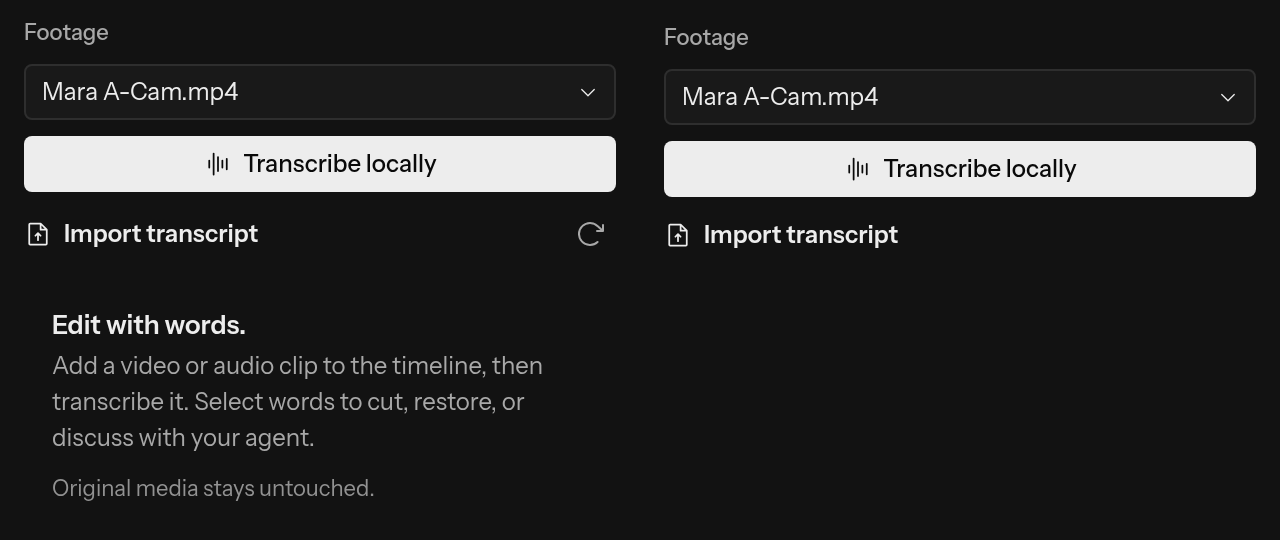 Footage
Mara A-Cam.mp4
Transcribe locally
Import transcript
Edit with words.
Add a video or audio clip to the timeline, then
transcribe it. Select words to cut, restore, or
discuss with your agent.
Original media stays untouched.
Footage
Mara A-Cam.mp4
Transcribe locally
Import transcript